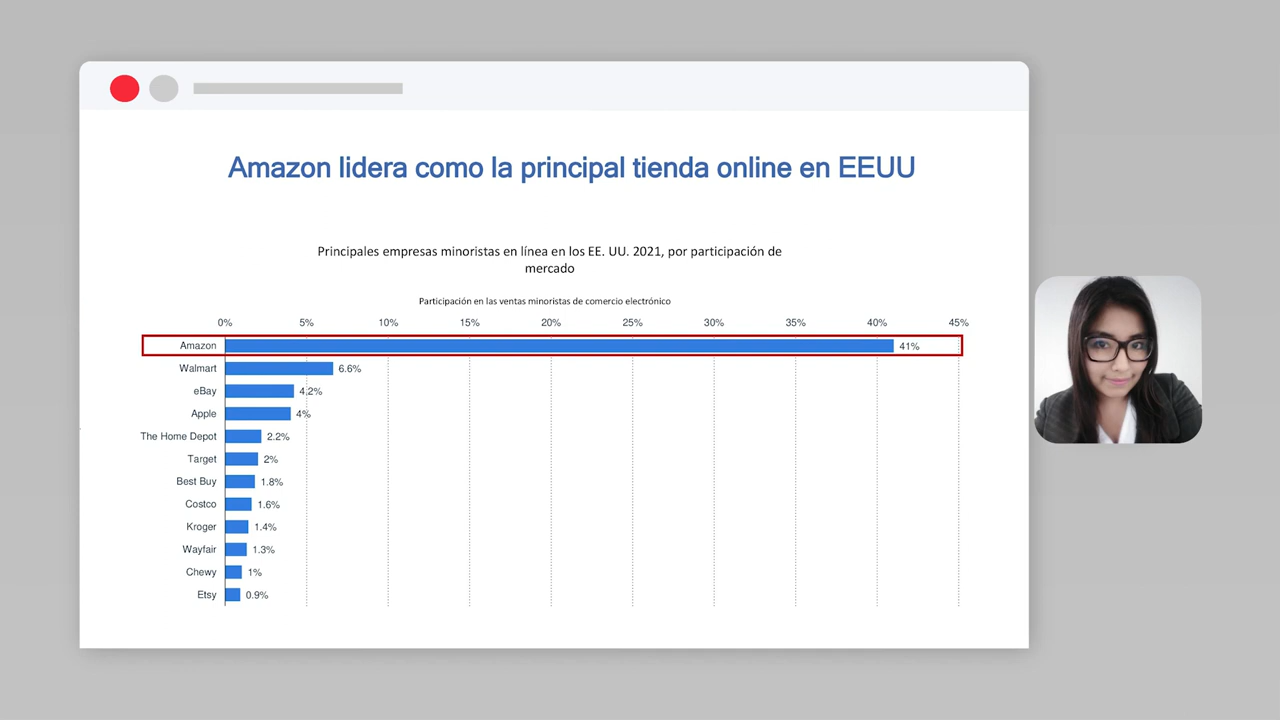 Amazon lidera como la principal tienda online en EEUU
Principales empresas minoristas en línea en los EE. UU. 2021, por participación de
mercado
Participación en las ventas minoristas de comercio electrónico
0% 5% 10% 15% 20% 25% 30% 35% 40% 45%
Amazon 41%
Walmart 6.6%
eBay 4.2%
Apple 4%
The Home Depot 2.2%
Target 2%
Best Buy 1.8%
Costco 1.6%
Kroger 1.4%
Wayfair 1.3%
Chewy 1%
Etsy 0.9%